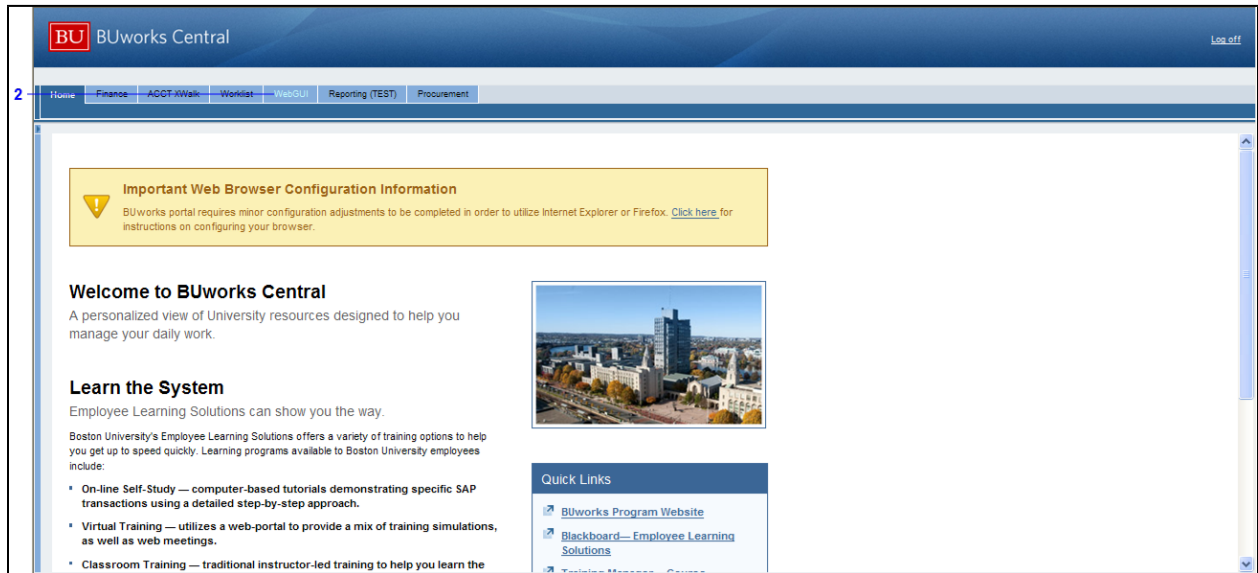 BU BUworks Central
Log off
2
Home Finance ACCT XWalk Worklist WebGUI Reporting (TEST) Procurement
Important Web Browser Configuration Information
BUworks portal requires minor configuration adjustments to be completed in order to utilize Internet Explorer or Firefox. Click here for
instructions on configuring your browser.
Welcome to BUworks Central
A personalized view of University resources designed to help you
manage your daily work.
Learn the System
Employee Learning Solutions can show you the way.
Boston University's Employee Learning Solutions offers a variety of training options to help
you get up to speed quickly. Learning programs available to Boston University employees
include:
On-line Self-Study — computer-based tutorials demonstrating specific SAP
transactions using a detailed step-by-step approach.
Virtual Training — utilizes a web-portal to provide a mix of training simulations,
as well as web meetings.
Classroom Training — traditional instructor-led training to help you learn the
Quick Links
BUworks Program Website
Blackboard— Employee Learning
Solutions
Training Manager – Course